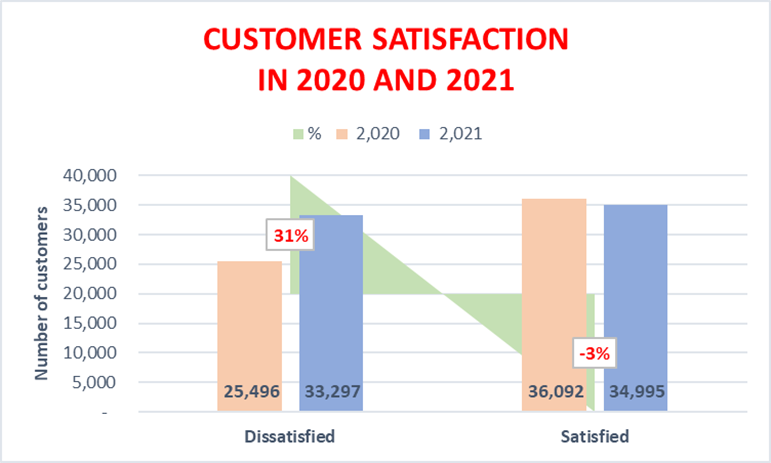 CUSTOMER SATISFACTION
IN 2020 AND 2021
% 2,020 2,021
Number of customers
40,000
35,000
30,000
25,000
20,000
15,000
10,000
5,000
-
31%
-3%
25,496 33,297 36,092 34,995
Dissatisfied Satisfied